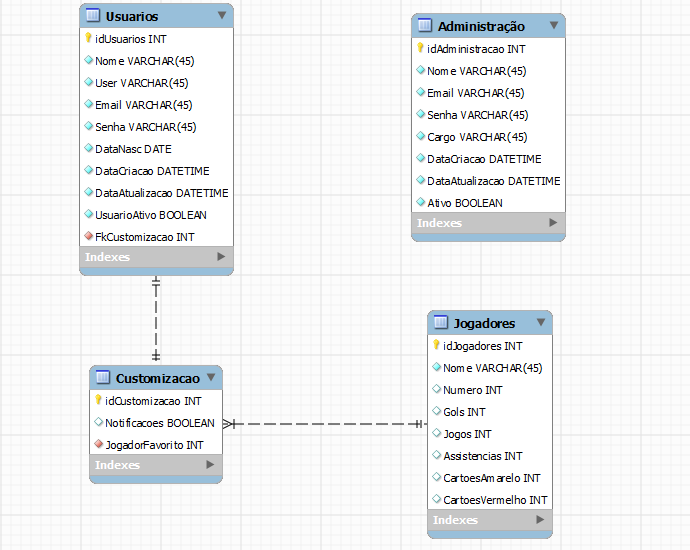 Usuarios
idUsuarios INT
Nome VARCHAR(45)
User VARCHAR(45)
Email VARCHAR(45)
Senha VARCHAR(45)
DataNasc DATE
DataCriacao DATETIME
DataAtualizacao DATETIME
UsuarioAtivo BOOLEAN
FkCustomizacao INT
Indexes
Administração
idAdministracao INT
Nome VARCHAR(45)
Email VARCHAR(45)
Senha VARCHAR(45)
Cargo VARCHAR(45)
DataCriacao DATETIME
DataAtualizacao DATETIME
Ativo BOOLEAN
Indexes
Customizacao
idCustomizacao INT
Notificacoes BOOLEAN
JogadorFavorito INT
Indexes
Jogadores
idJogadores INT
Nome VARCHAR(45)
Numero INT
Gols INT
Jogos INT
Assistencias INT
CartoesAmarelo INT
CartoesVermelho INT
Indexes